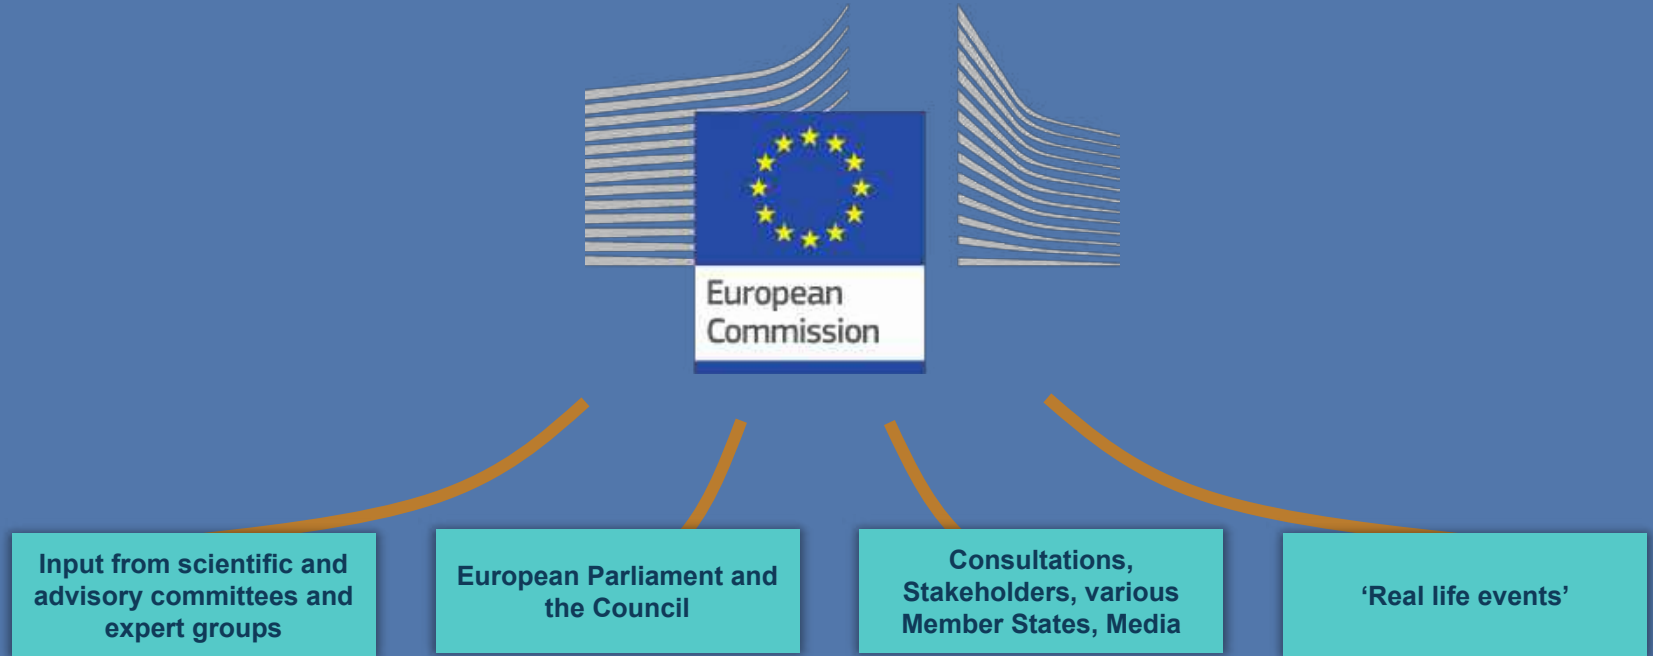 European
Commission
Input from scientific and
advisory committees and
expert groups
European Parliament and
the Council
Consultations,
Stakeholders, various
Member States, Media
‘Real life events’